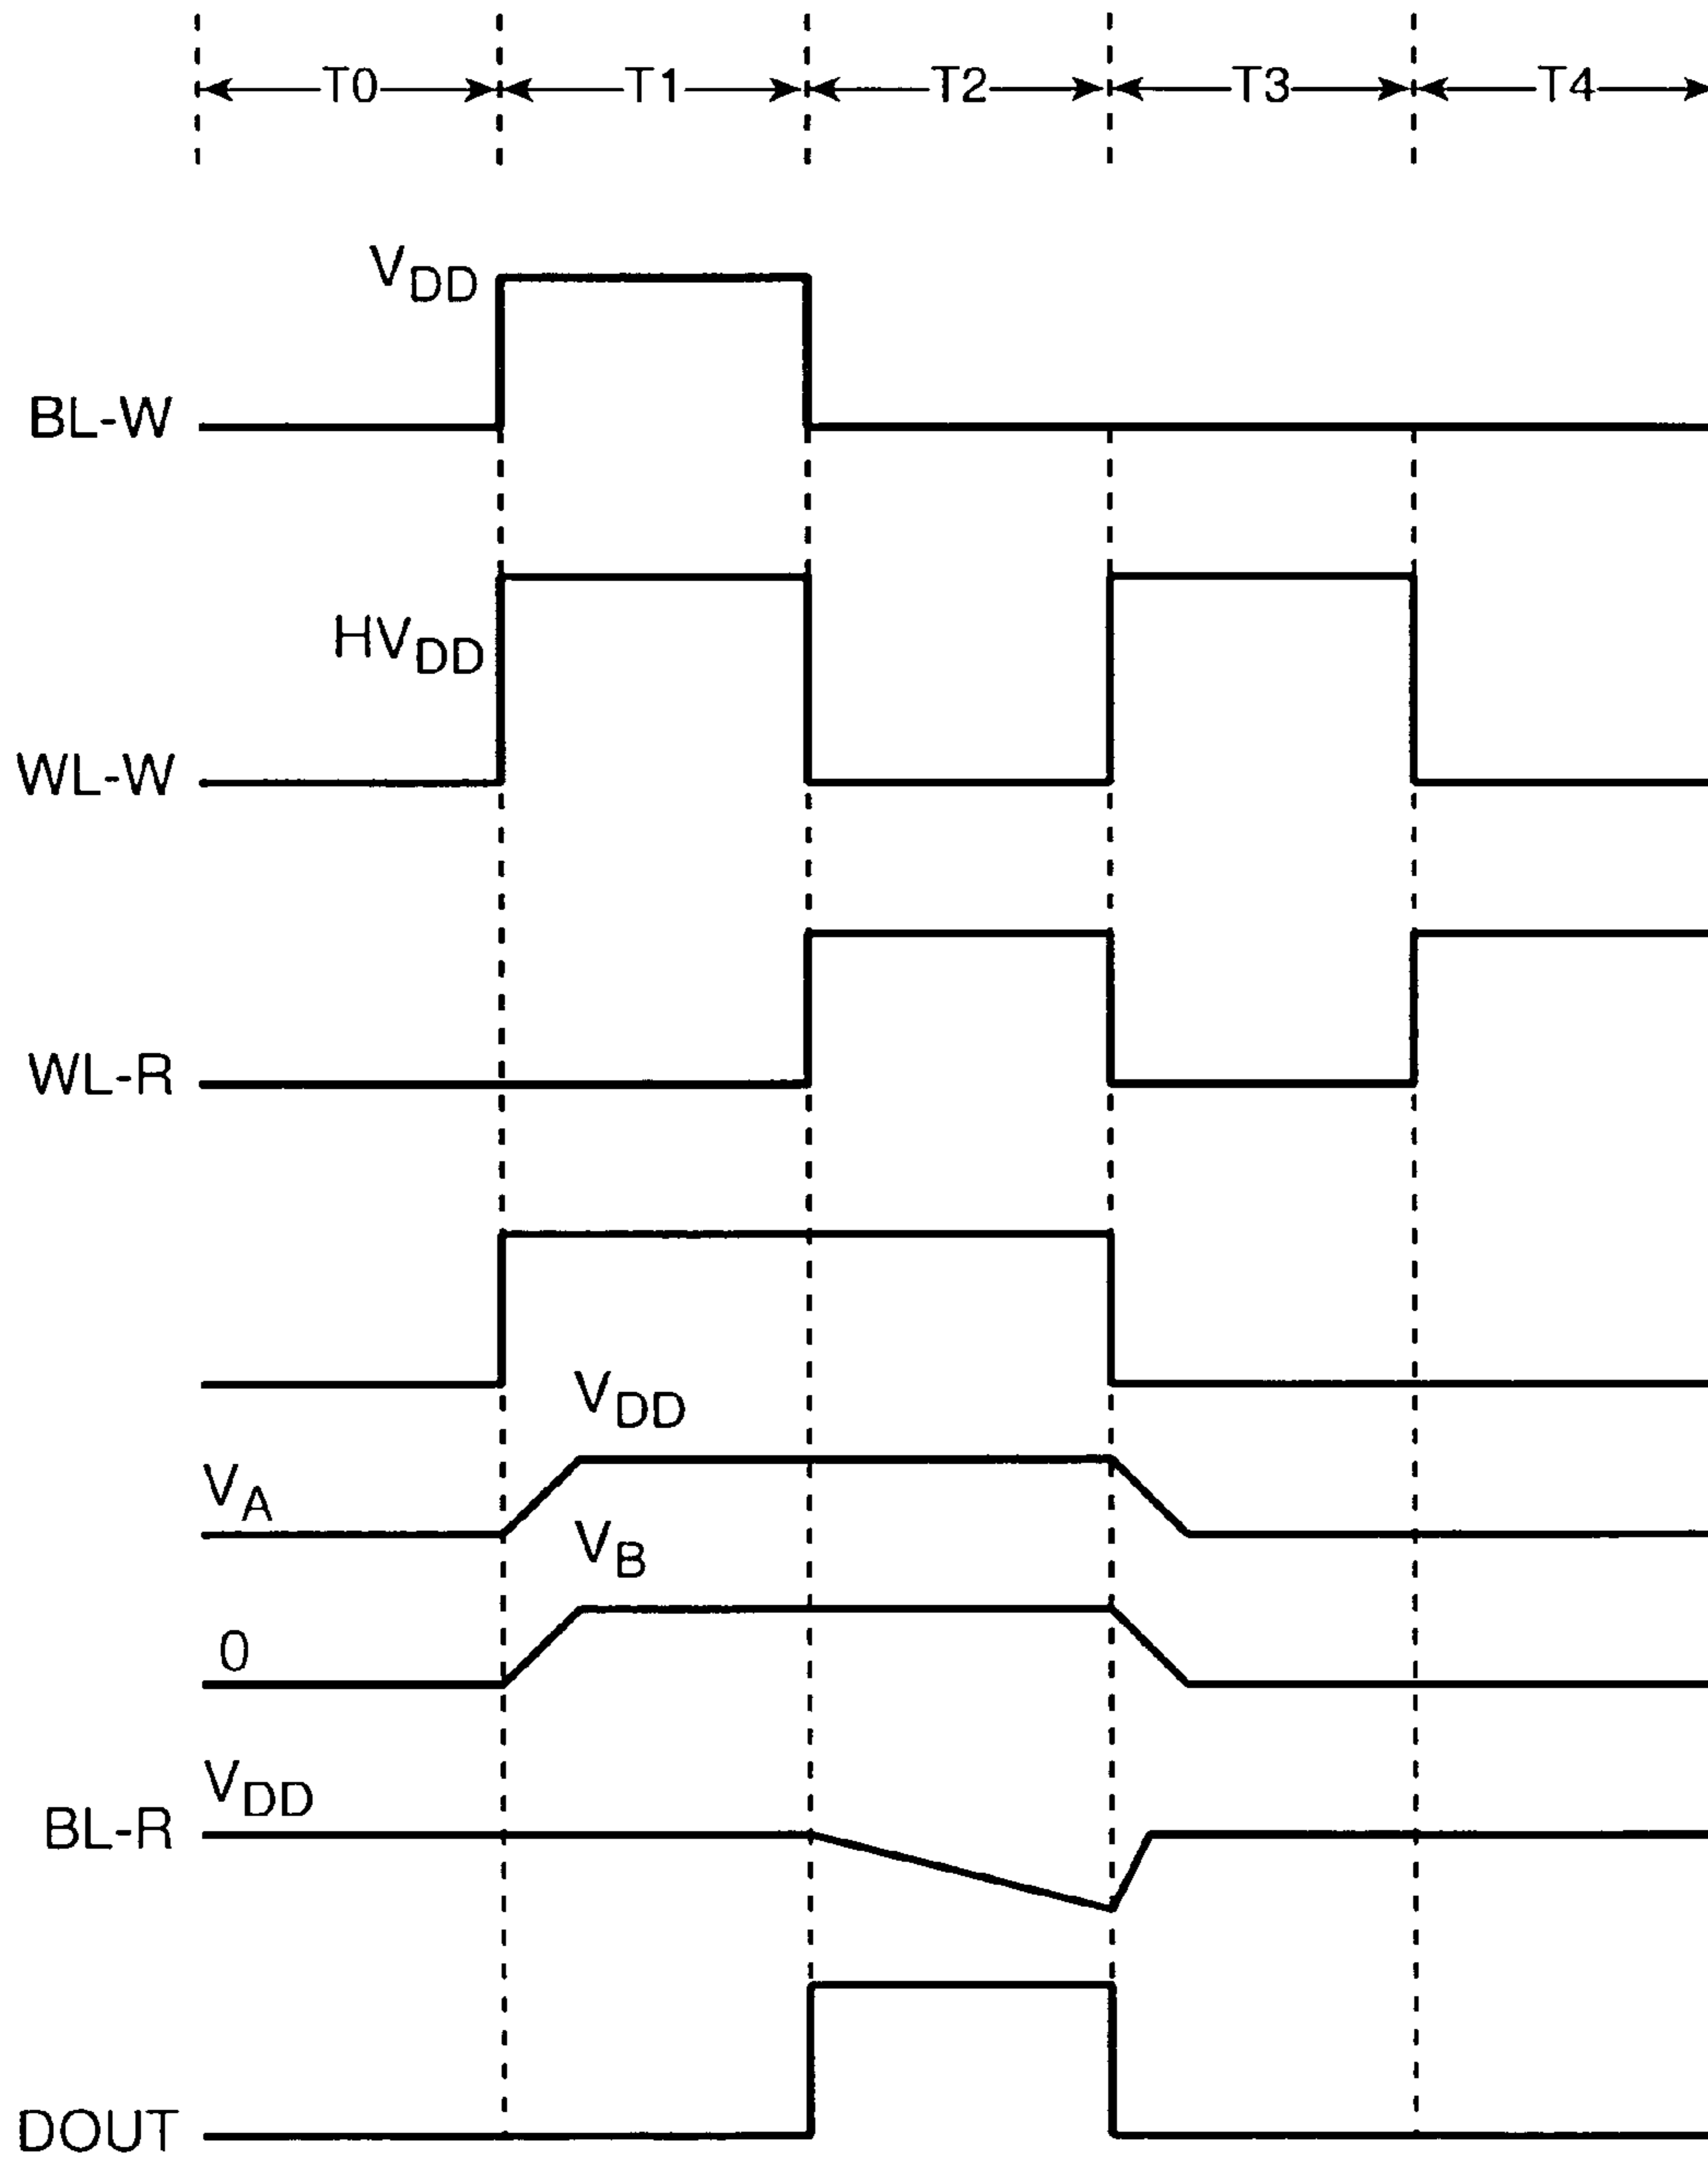 T0 T1 T2 T3 T4
VDD
BL-W
HVDD
WL-W
WL-R
VDD
VA
VB
0
VDD
BL-R
DOUT